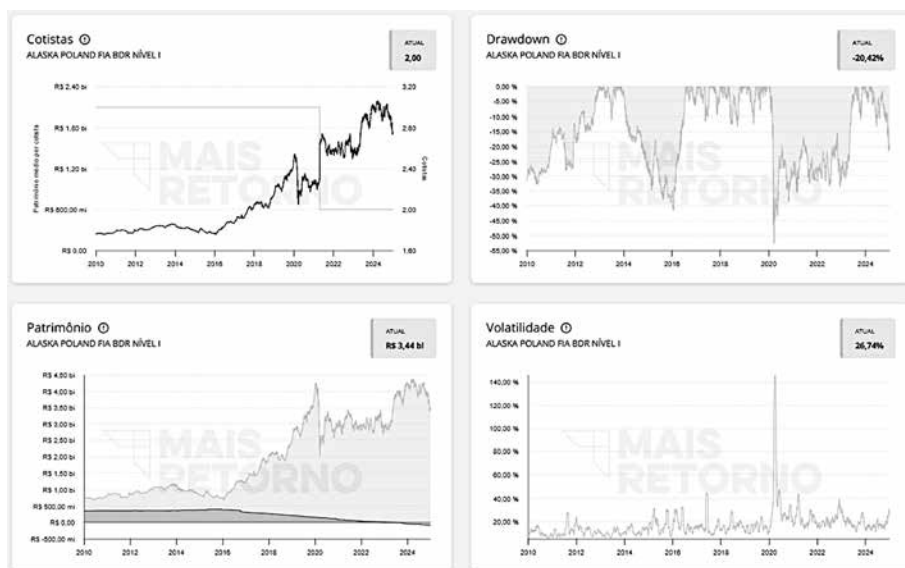 Cotistas
ALASKA POLAND FIA BDR NÍVEL I
ATUAL
2,00
R$ 2,40 bi
R$ 1,80 bi
R$ 1,20 bi
R$ 600,00 mi
R$ 0,00
Patrimônio médio por cotista
3,20
2,80
2,40
2,00
1,60
Cotistas
MAIS
RETORNO
2010 2012 2014 2016 2018 2020 2022 2024
Drawdown
ALASKA POLAND FIA BDR NÍVEL I
ATUAL
-20,42%
0,00 %
-5,00 %
-10,00 %
-15,00 %
-20,00 %
-25,00 %
-30,00 %
-35,00 %
-40,00 %
-45,00 %
-50,00 %
-55,00 %
MAIS
RETORNO
2010 2012 2014 2016 2018 2020 2022 2024
Patrimônio
ALASKA POLAND FIA BDR NÍVEL I
ATUAL
R$ 3,44 bi
R$ 4,50 bi
R$ 4,00 bi
R$ 3,50 bi
R$ 3,00 bi
R$ 2,50 bi
R$ 2,00 bi
R$ 1,50 bi
R$ 1,00 bi
R$ 500,00 mi
R$ 0,00
R$ -500,00 mi
MAIS
RETORNO
2010 2012 2014 2016 2018 2020 2022 2024
Volatilidade
ALASKA POLAND FIA BDR NÍVEL I
ATUAL
26,74%
140,00 %
120,00 %
100,00 %
80,00 %
60,00 %
40,00 %
20,00 %
MAIS
RETORNO
2010 2012 2014 2016 2018 2020 2022 2024